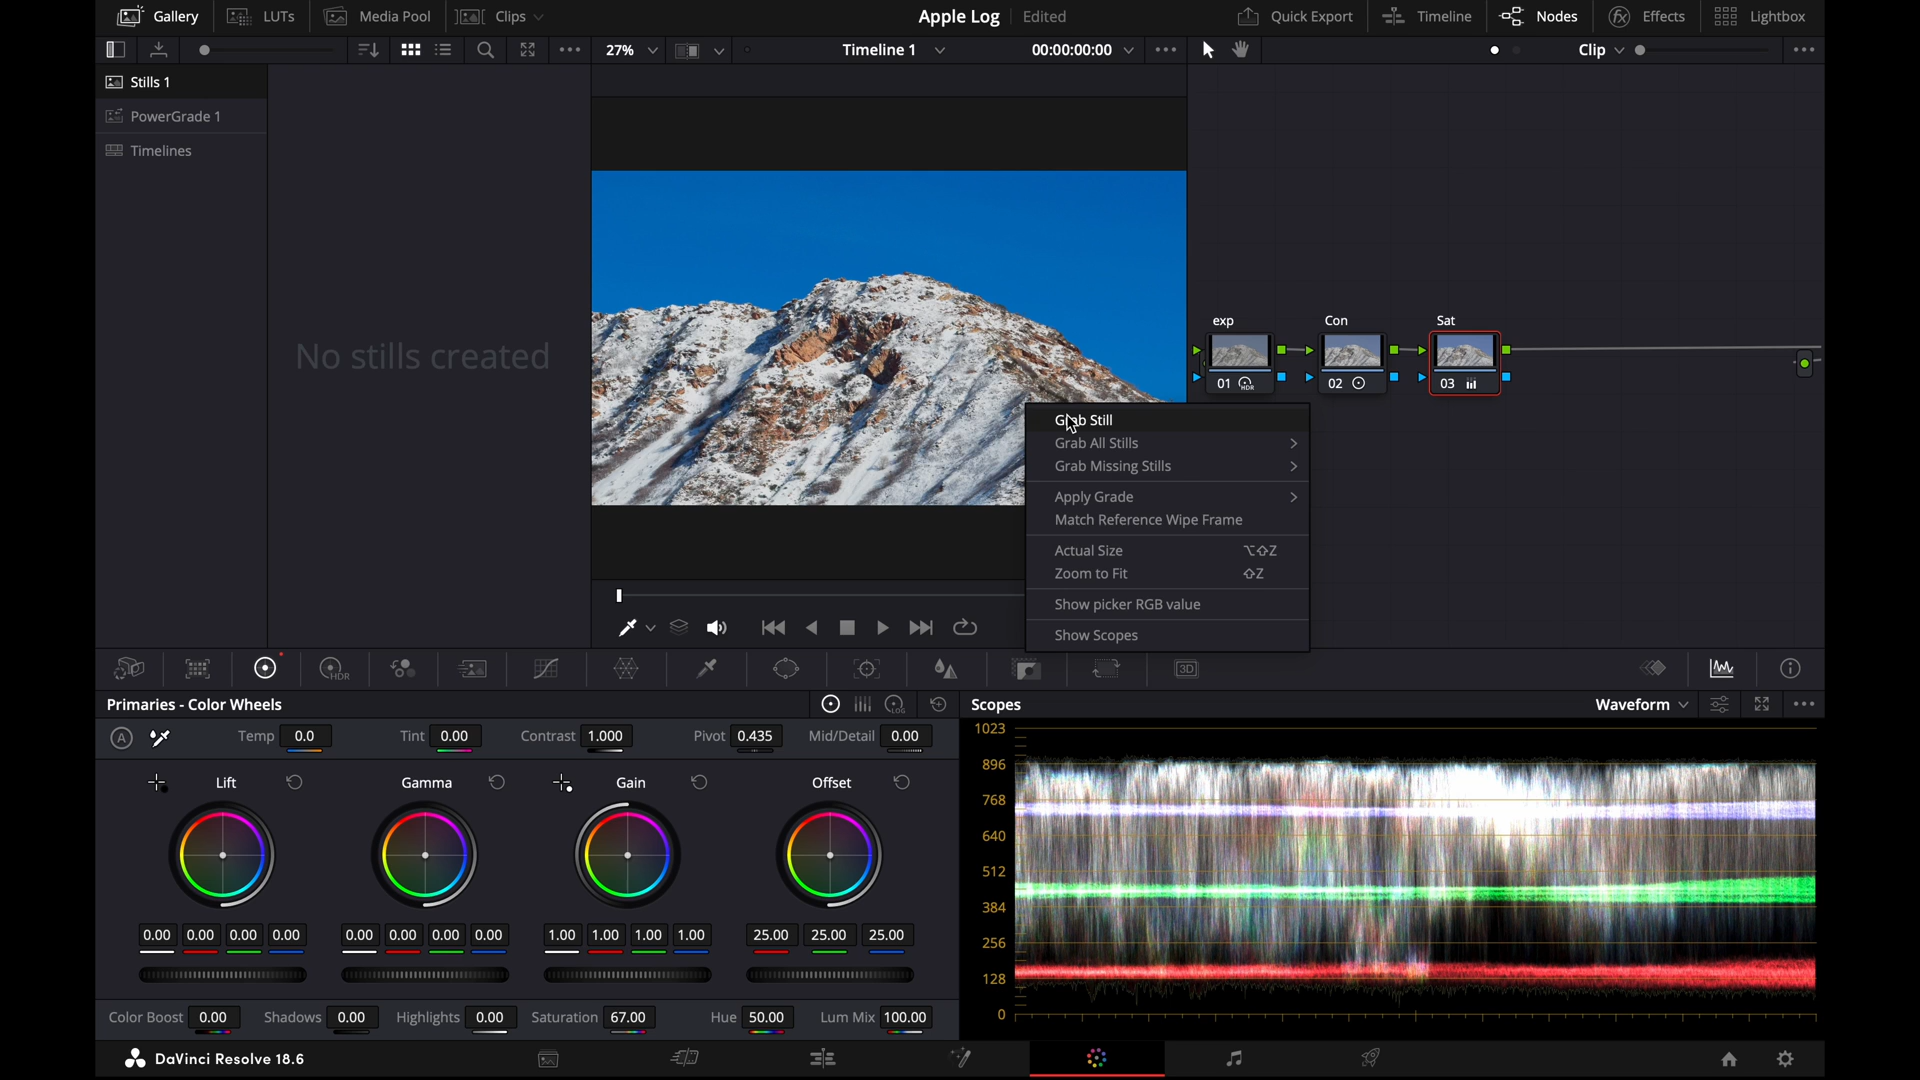 Gallery LUTs Media Pool Clips Apple Log Edited Quick Export Timeline Nodes Effects Lightbox
27% Timeline 1 00:00:00:00 Clip
Stills 1
PowerGrade 1
Timelines
No stills created
exp Con Sat
01 HDR 02 03
Grab Still
Grab All Stills
Grab Missing Stills
Apply Grade
Match Reference Wipe Frame
Actual Size ⌥⇧Z
Zoom to Fit ⇧Z
Show picker RGB value
Show Scopes
HDR 3D
Primaries - Color Wheels LOG Scopes Waveform
A Temp 0.0 Tint 0.00 Contrast 1.000 Pivot 0.435 Mid/Detail 0.00
Lift Gamma Gain Offset
0.00 0.00 0.00 0.00 0.00 0.00 0.00 0.00 1.00 1.00 1.00 1.00 25.00 25.00 25.00
Color Boost 0.00 Shadows 0.00 Highlights 0.00 Saturation 67.00 Hue 50.00 Lum Mix 100.00
1023
896
768
640
512
384
256
128
0
DaVinci Resolve 18.6